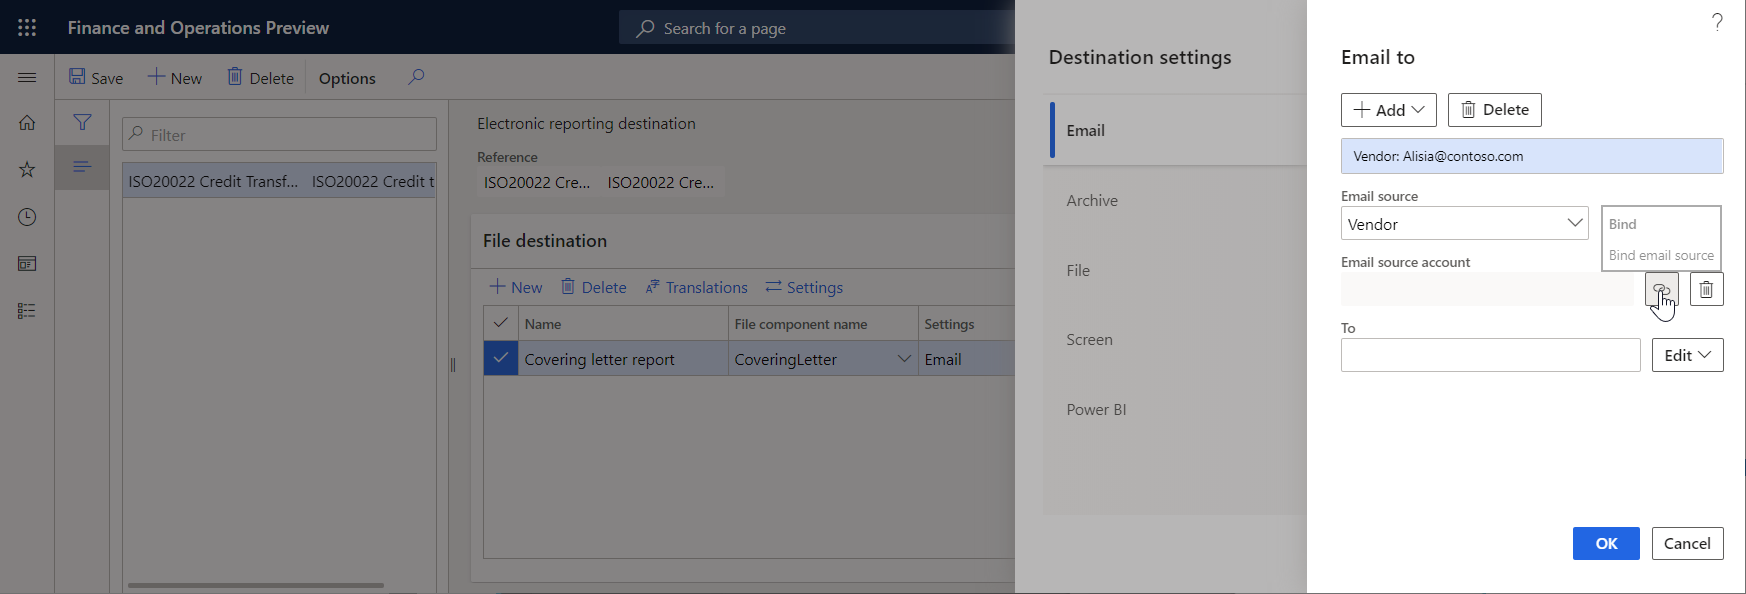 Finance and Operations Preview
Search for a page
Save
New
Delete
Options
Filter
ISO20022 Credit Transf...
ISO20022 Credit t
Electronic reporting destination
Reference
ISO20022 Cre...
ISO20022 Cre...
File destination
New
Delete
Translations
Settings
Name
File component name
Settings
Covering letter report
CoveringLetter
Email
Destination settings
Email
Archive
File
Screen
Power BI
?
Email to
Add
Delete
Vendor: Alisia@contoso.com
Email source
Vendor
Bind
Bind email source
Email source account
To
Edit
OK
Cancel